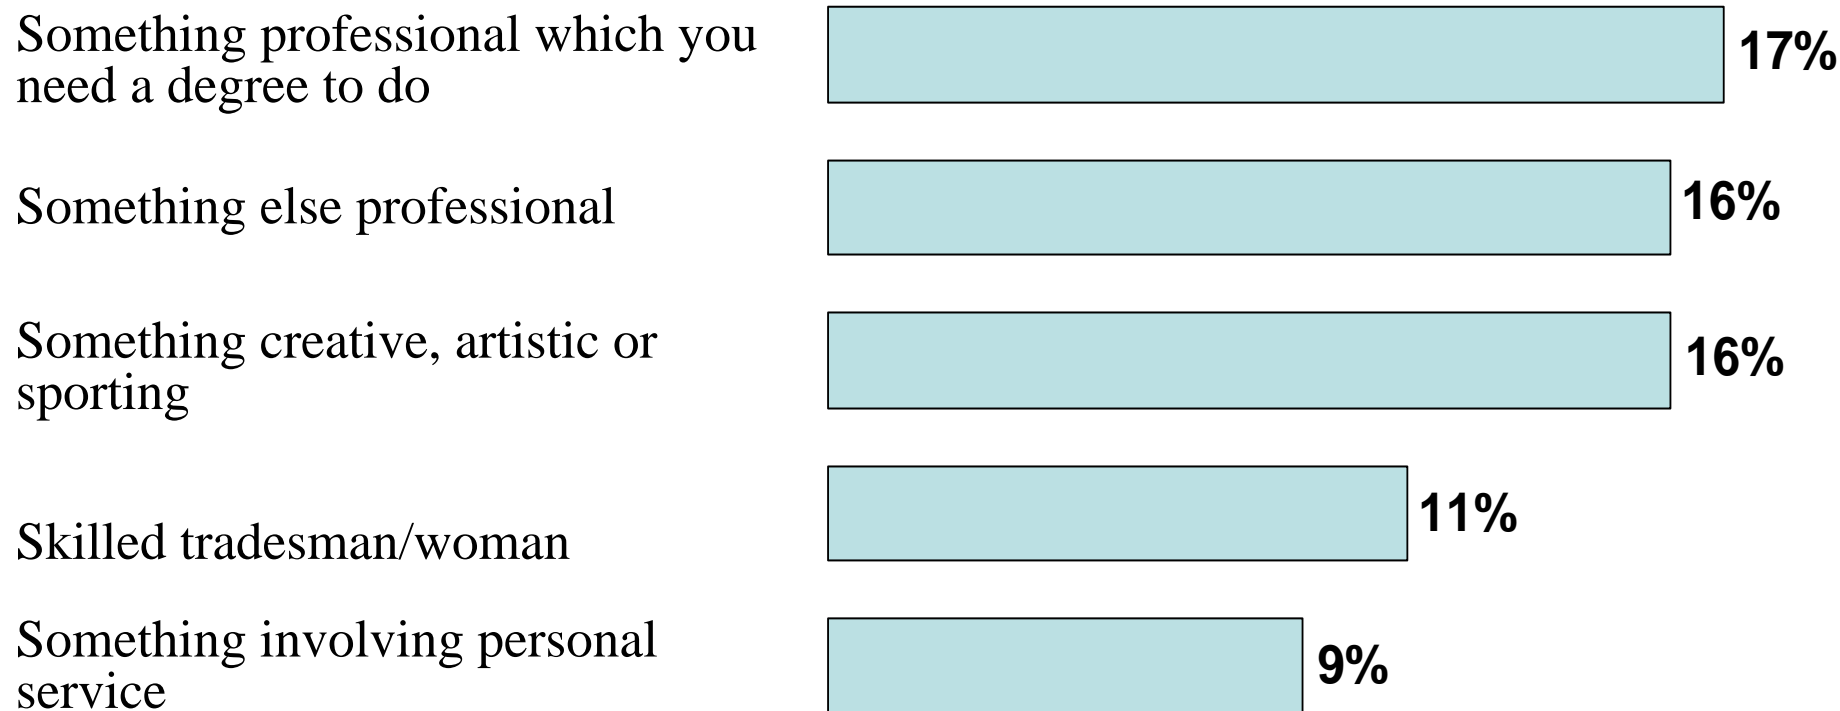 Something professional which you
need a degree to do
17%
Something else professional
16%
Something creative, artistic or
sporting
16%
Skilled tradesman/woman
11%
Something involving personal
service
9%